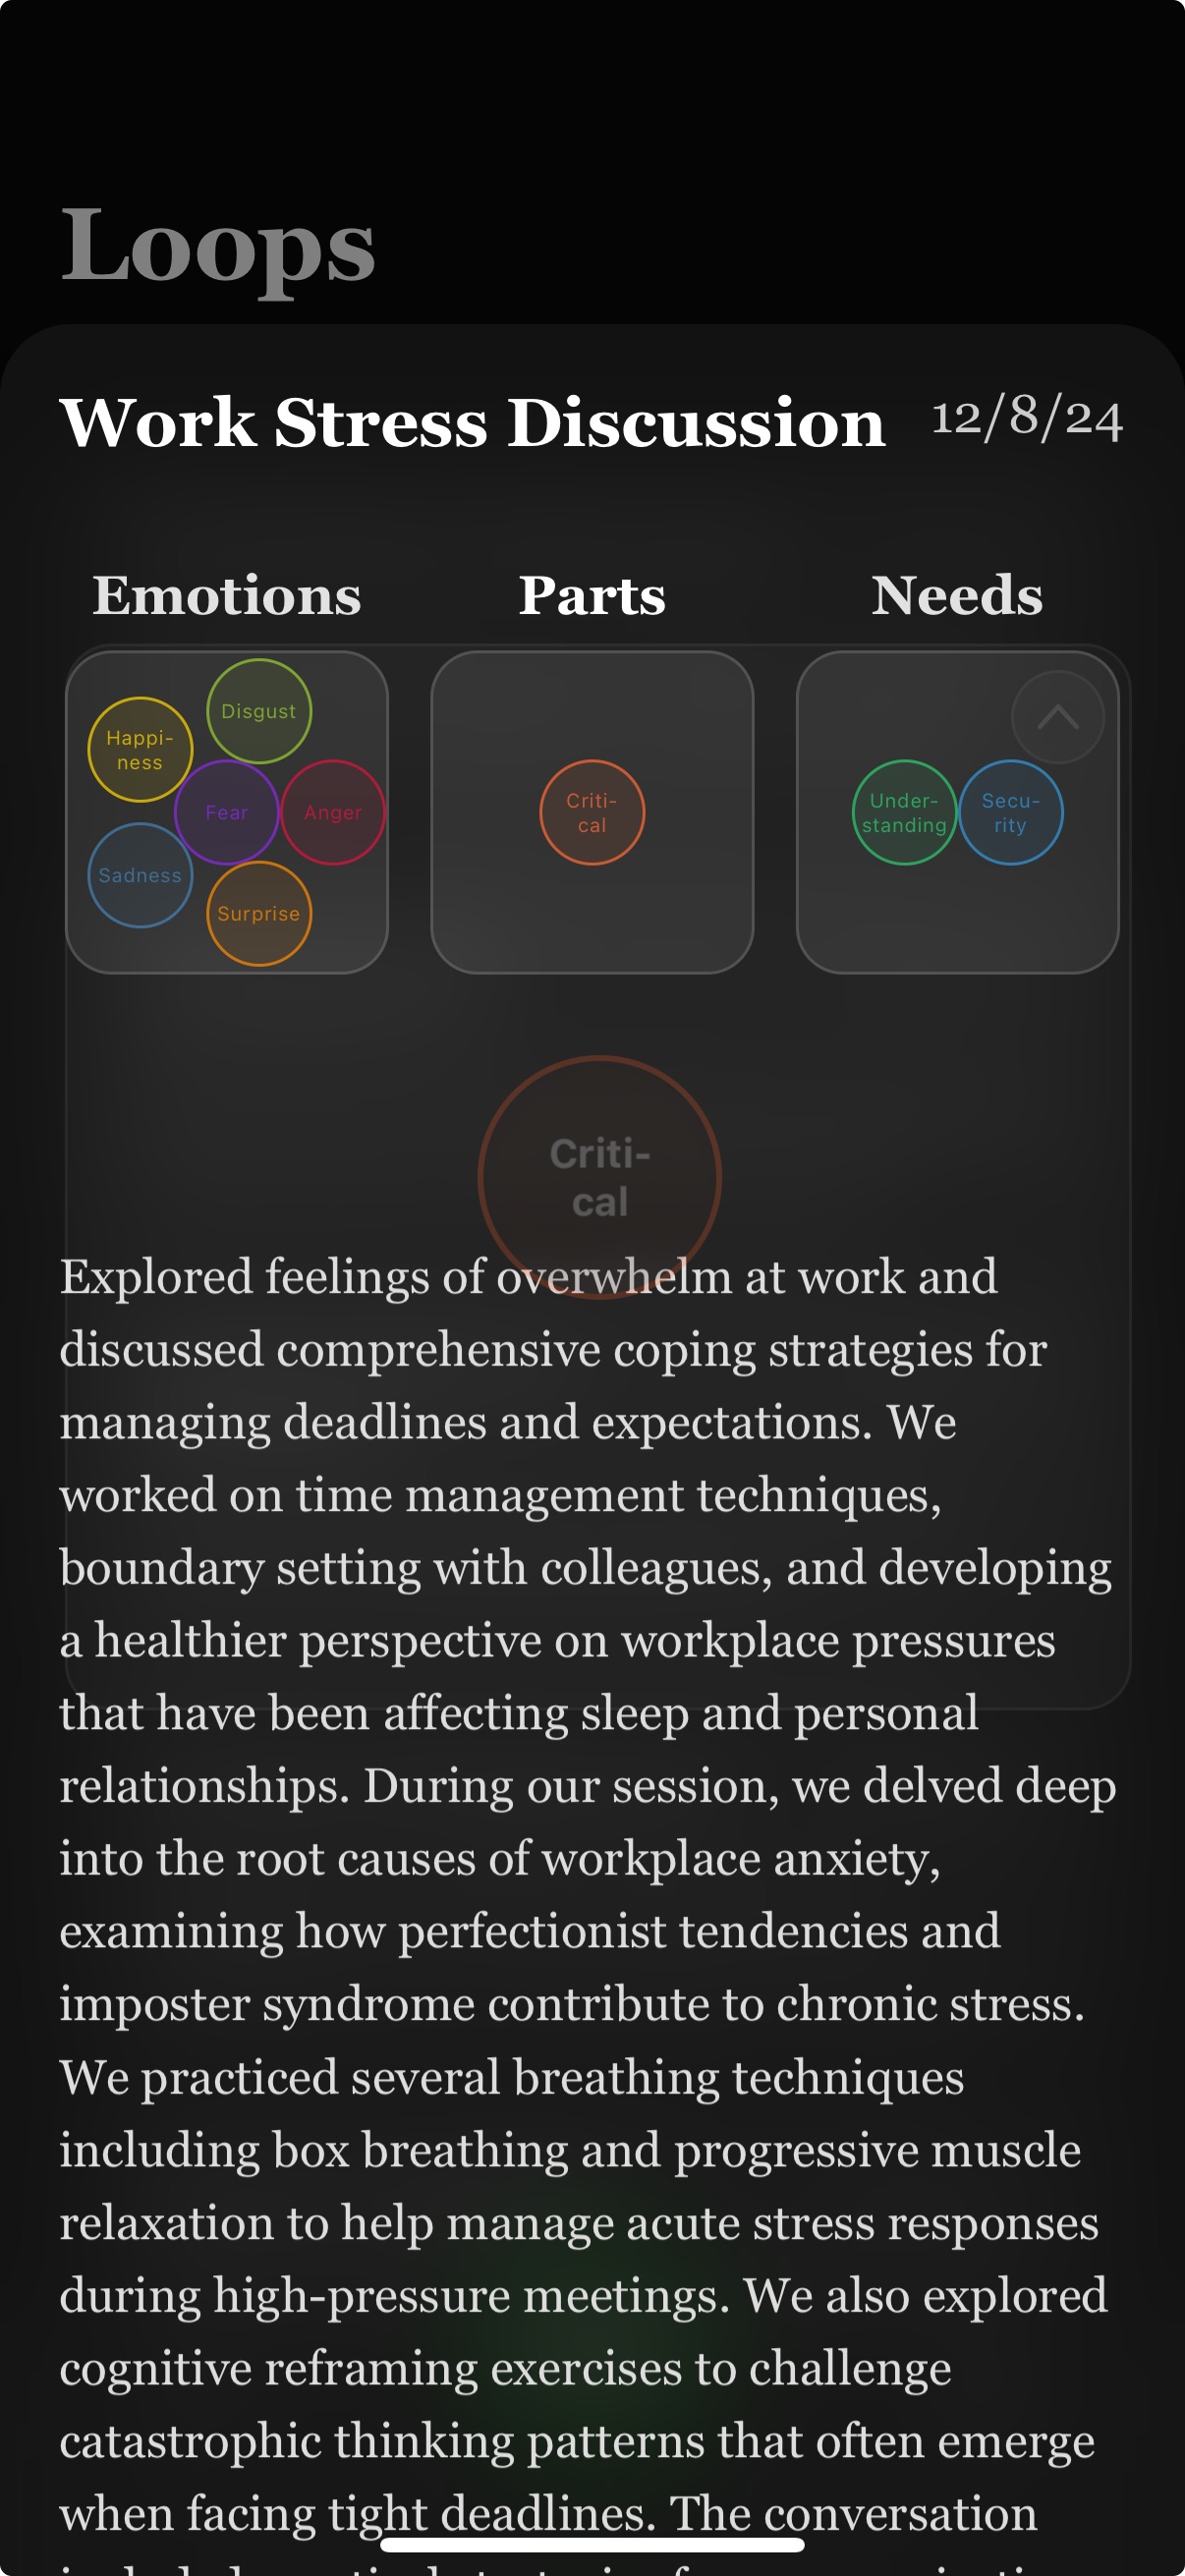 Loops
Work Stress Discussion 12/8/24
Emotions Parts Needs
Disgust
Happi-
ness
Fear
Anger
Sadness
Surprise
Criti-
cal
Under-
standing
Secu-
rity
Criti-
cal
Explored feelings of overwhelm at work and
discussed comprehensive coping strategies for
managing deadlines and expectations. We
worked on time management techniques,
boundary setting with colleagues, and developing
a healthier perspective on workplace pressures
that have been affecting sleep and personal
relationships. During our session, we delved deep
into the root causes of workplace anxiety,
examining how perfectionist tendencies and
imposter syndrome contribute to chronic stress.
We practiced several breathing techniques
including box breathing and progressive muscle
relaxation to help manage acute stress responses
during high-pressure meetings. We also explored
cognitive reframing exercises to challenge
catastrophic thinking patterns that often emerge
when facing tight deadlines. The conversation